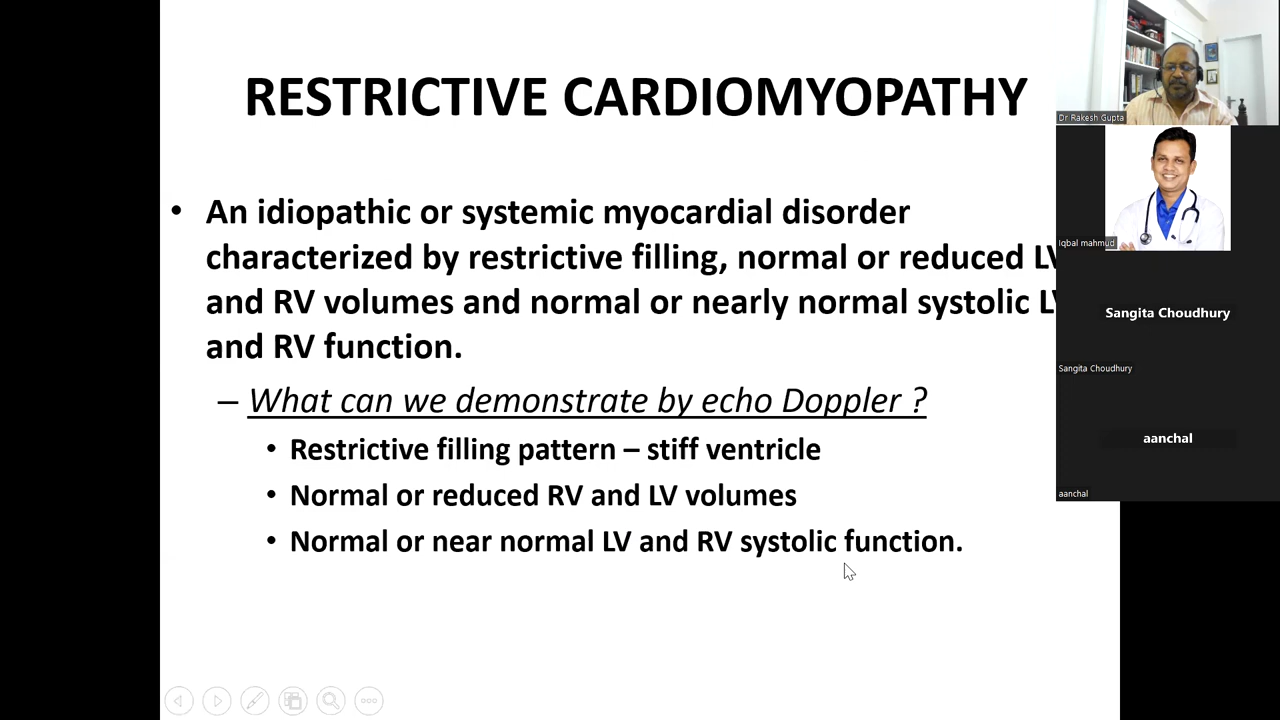 RESTRICTIVE CARDIOMYOPATHY
• An idiopathic or systemic myocardial disorder
characterized by restrictive filling, normal or reduced LV
and RV volumes and normal or nearly normal systolic LV
and RV function.
– What can we demonstrate by echo Doppler ?
• Restrictive filling pattern – stiff ventricle
• Normal or reduced RV and LV volumes
• Normal or near normal LV and RV systolic function.
Dr Rakesh Gupta
Iqbal mahmud
Sangita Choudhury
Sangita Choudhury
aanchal
aanchal